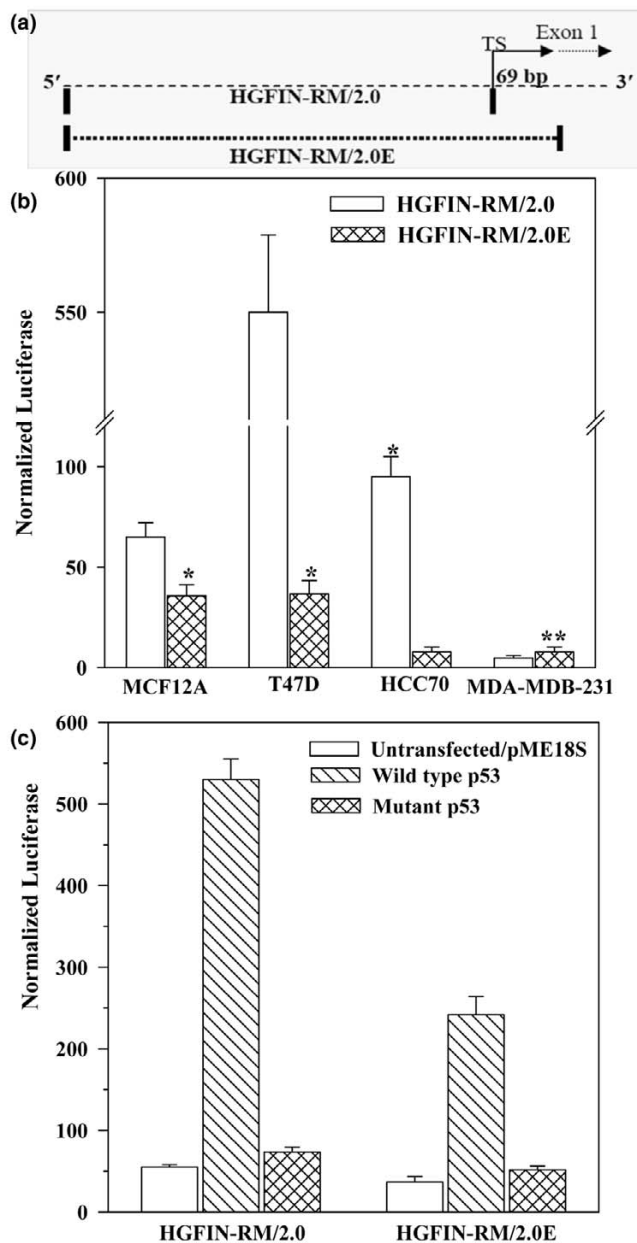 (a)
TS Exon 1
5′ 69 bp 3′
HGFIN-RM/2.0
HGFIN-RM/2.0E
(b)
600
HGFIN-RM/2.0
HGFIN-RM/2.0E
550
Normalized Luciferase
100
*
50
* *
**
0
MCF12A T47D HCC70 MDA-MDB-231
(c)
600
Untransfected/pME18S
Wild type p53
Mutant p53
500
400
Normalized Luciferase
300
200
100
0
HGFIN-RM/2.0 HGFIN-RM/2.0E